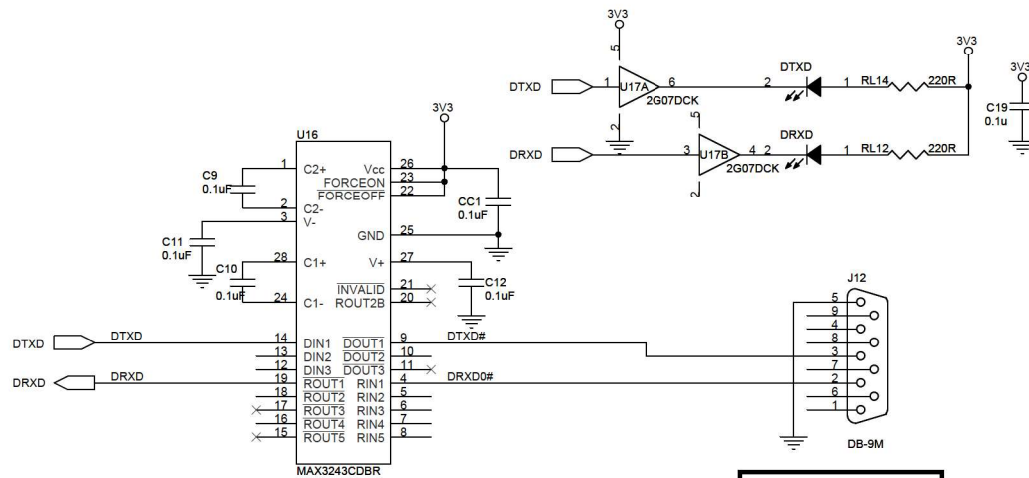 3V3
5
DTXD
1
U17A
6
2G07DCK
2
DTXD
2
1
RL14
220R
3V3
3V3
C19
0.1u
DRXD
3
5
U17B
4
2G07DCK
2
DRXD
2
1
RL12
220R
3V3
U16
1
C2+
Vcc
26
FORCEON
23
C9
0.1uF
FORCEOFF
22
CC1
0.1uF
2
C2-
3
V-
GND
25
C11
0.1uF
28
C1+
V+
27
C10
0.1uF
C12
0.1uF
INVALID
21
24
C1-
ROUT2B
20
J12
5
9
4
8
3
7
2
6
1
DB-9M
DTXD
DTXD
14
DIN1
DOUT1
9
DTXD#
13
DIN2
DOUT2
10
12
DIN3
DOUT3
11
DRXD
DRXD
19
ROUT1
RIN1
4
DRXD0#
18
ROUT2
RIN2
5
17
ROUT3
RIN3
6
16
ROUT4
RIN4
7
15
ROUT5
RIN5
8
MAX3243CDBR